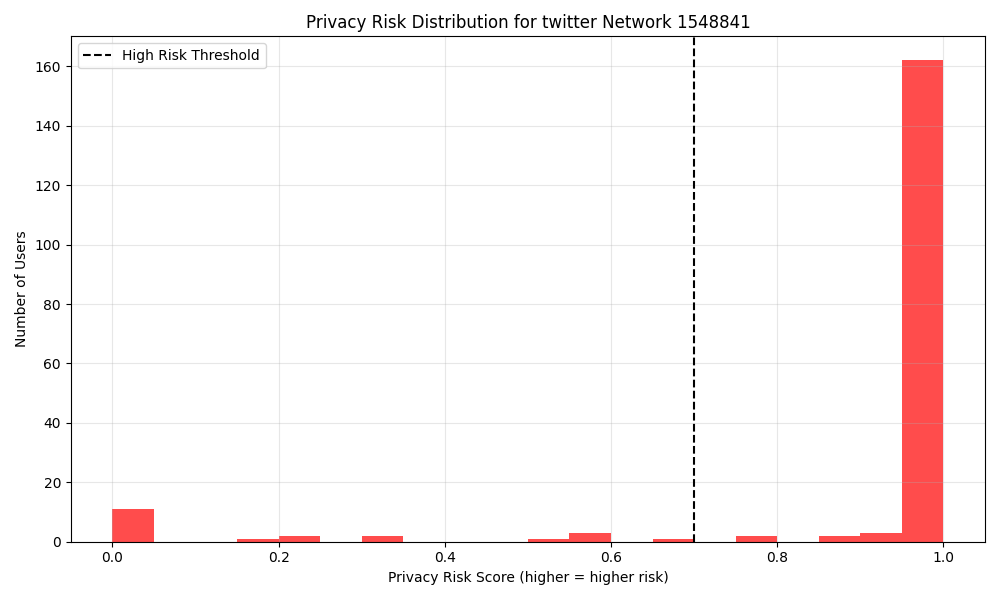 Privacy Risk Distribution for twitter Network 1548841
High Risk Threshold
160
140
120
100
80
60
40
20
0
Number of Users
0.0 0.2 0.4 0.6 0.8 1.0
Privacy Risk Score (higher = higher risk)